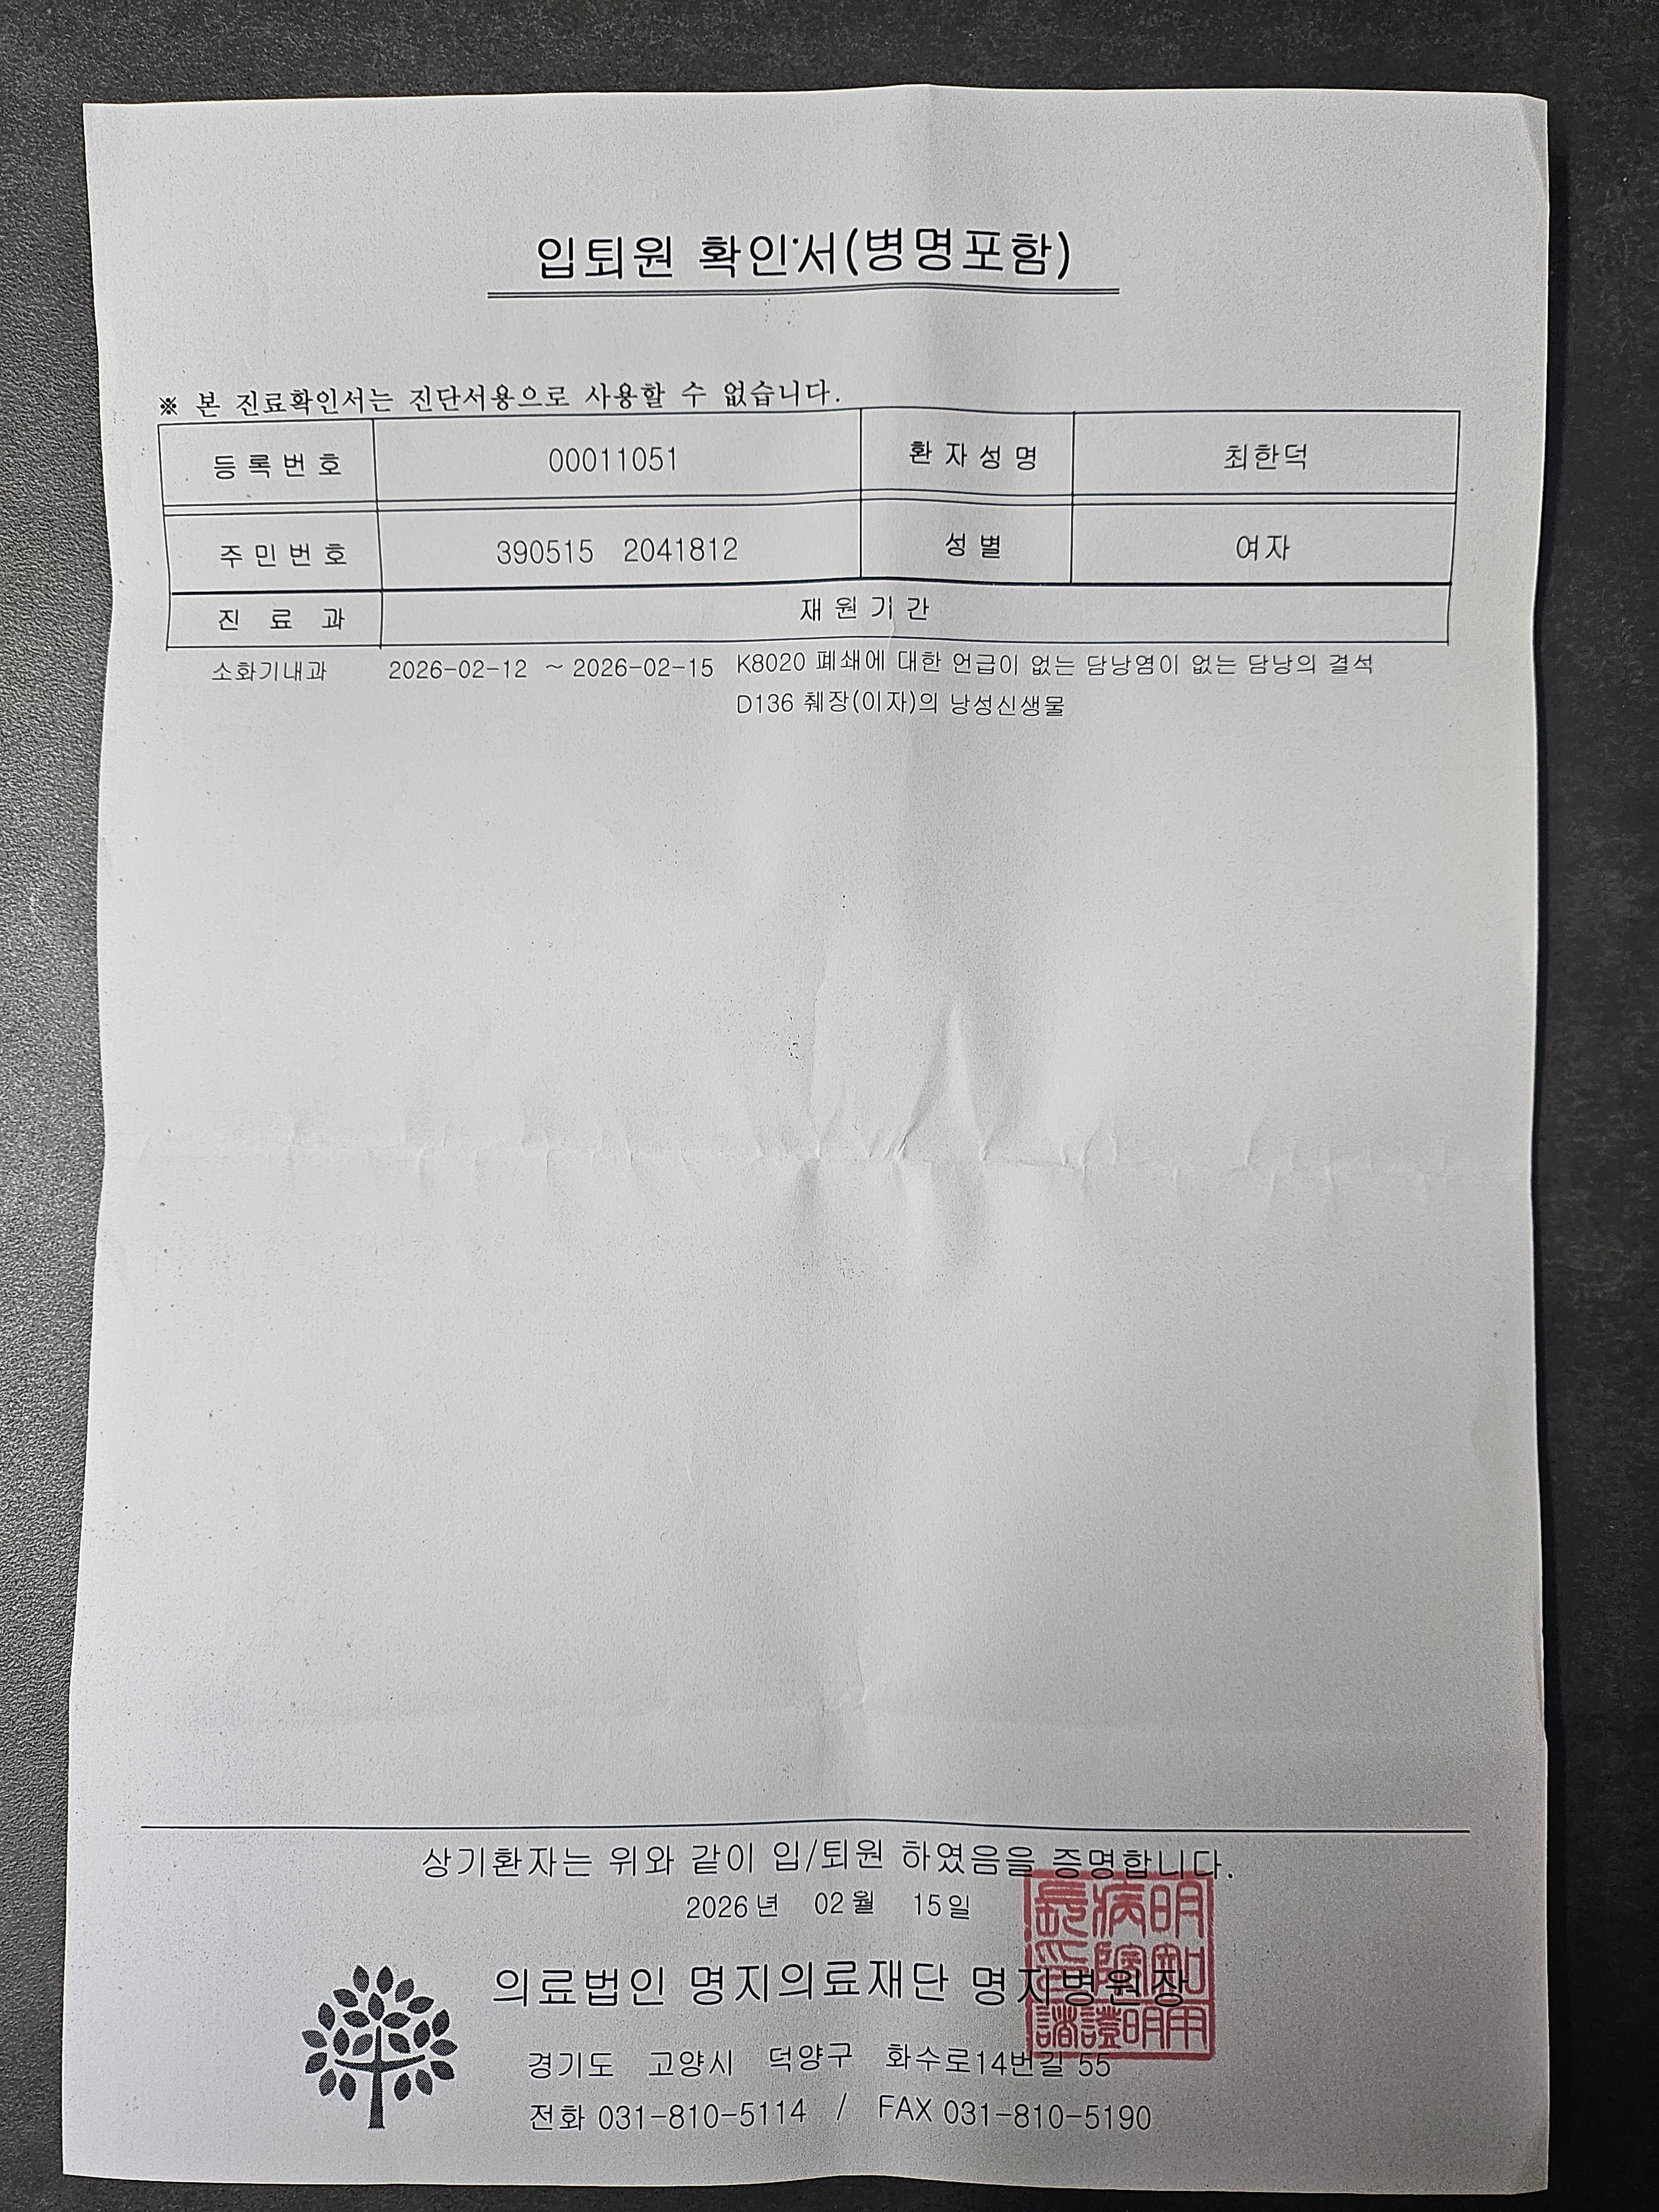 입퇴원 확인서(병명포함)
※ 본 진료확인서는 진단서용으로 사용할 수 없습니다.
등록번호 00011051 환자성명 최한덕
주민번호 390515 2041812 성별 여자
진 료 과 재원기간
소화기내과 2026-02-12 ~ 2026-02-15 K8020 폐쇄에 대한 언급이 없는 담낭염이 없는 담낭의 결석
D136 췌장(이자)의 낭성신생물
상기환자는 위와 같이 입/퇴원 하였음을 증명합니다.
2026년 02월 15일
의료법인 명지의료재단 명지병원장
경기도 고양시 덕양구 화수로14번길 55
전화 031-810-5114 / FAX 031-810-5190